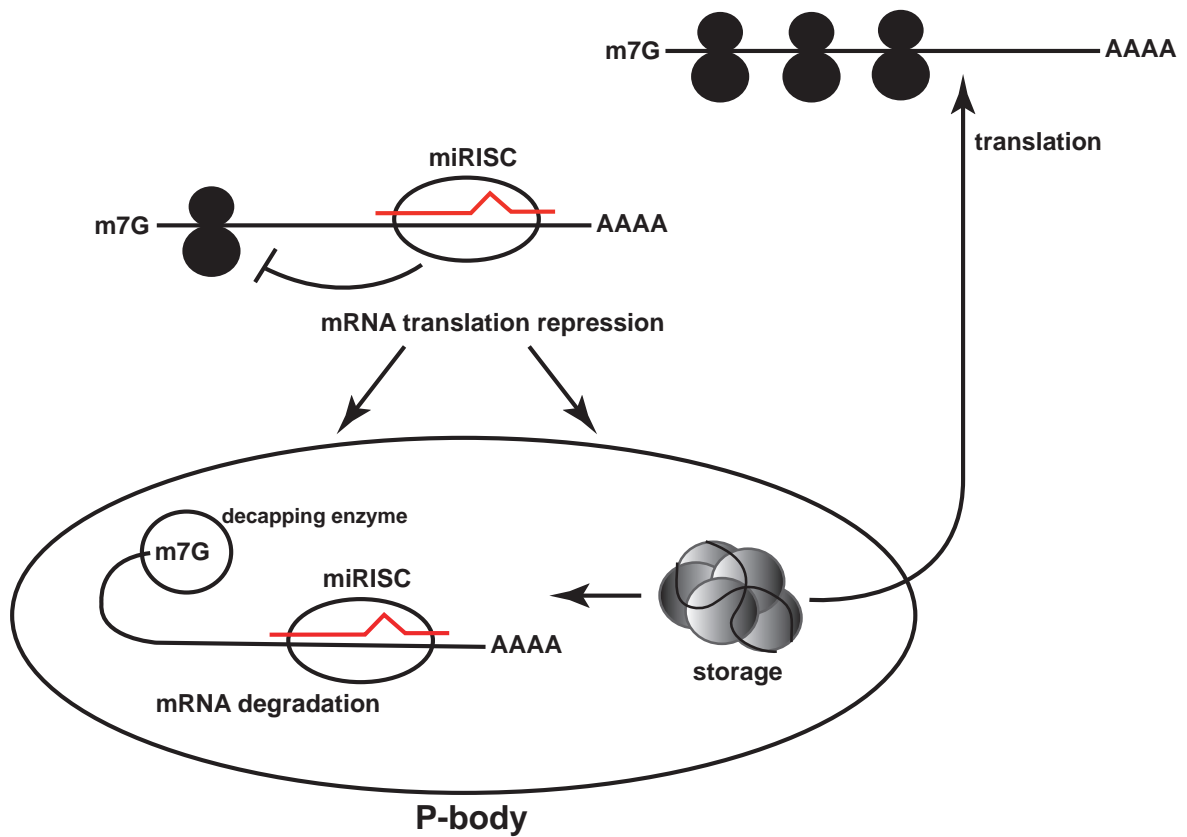 m7G AAAA
translation
miRISC
m7G AAAA
mRNA translation repression
decapping enzyme
m7G
miRISC
AAAA
storage
mRNA degradation
P-body